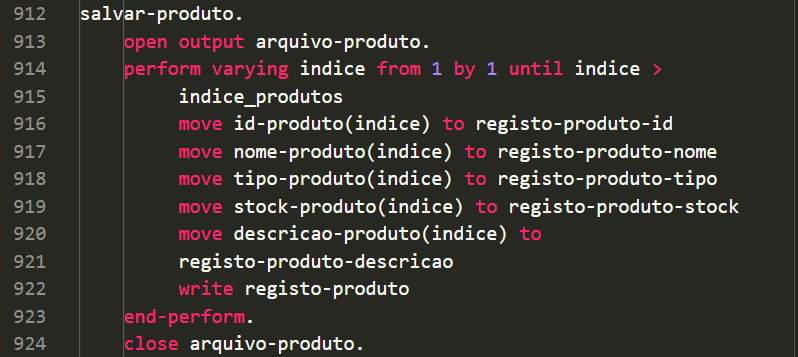 912 salvar-produto.
913 open output arquivo-produto.
914 perform varying indice from 1 by 1 until indice >
915 indice_produtos
916 move id-produto(indice) to registo-produto-id
917 move nome-produto(indice) to registo-produto-nome
918 move tipo-produto(indice) to registo-produto-tipo
919 move stock-produto(indice) to registo-produto-stock
920 move descricao-produto(indice) to
921 registo-produto-descricao
922 write registo-produto
923 end-perform.
924 close arquivo-produto.